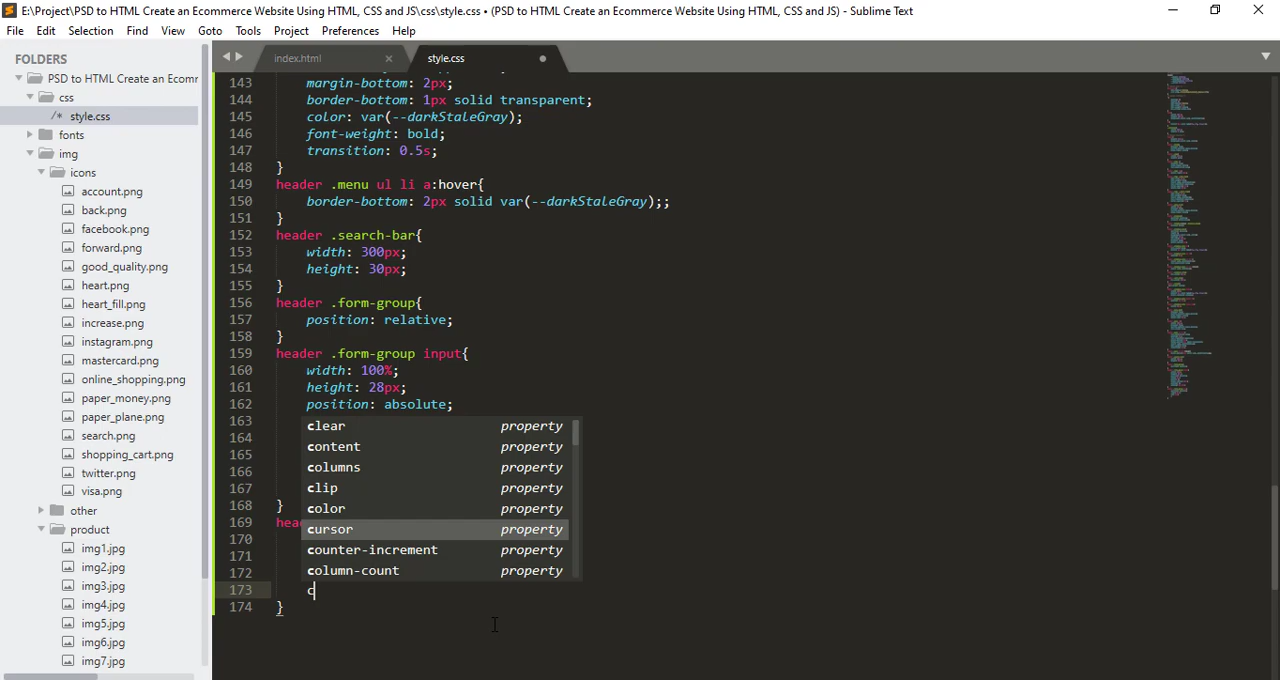 E:\Project\PSD to HTML Create an Ecommerce Website Using HTML, CSS and JS\css\style.css • (PSD to HTML Create an Ecommerce Website Using HTML, CSS and JS) - Sublime Text
File Edit Selection Find View Goto Tools Project Preferences Help
FOLDERS
PSD to HTML Create an Ecomr
css
/* style.css
fonts
img
icons
account.png
back.png
facebook.png
forward.png
good_quality.png
heart.png
heart_fill.png
increase.png
instagram.png
mastercard.png
online_shopping.png
paper_money.png
paper_plane.png
search.png
shopping_cart.png
twitter.png
visa.png
other
product
img1.jpg
img2.jpg
img3.jpg
img4.jpg
img5.jpg
img6.jpg
img7.jpg
index.html × style.css
143 margin-bottom: 2px;
144 border-bottom: 1px solid transparent;
145 color: var(--darkStaleGray);
146 font-weight: bold;
147 transition: 0.5s;
148 }
149 header .menu ul li a:hover{
150 border-bottom: 2px solid var(--darkStaleGray);;
151 }
152 header .search-bar{
153 width: 300px;
154 height: 30px;
155 }
156 header .form-group{
157 position: relative;
158 }
159 header .form-group input{
160 width: 100%;
161 height: 28px;
162 position: absolute;
163
164
165
166
167
168 }
169 head
170
171
172
173 c
174 }
clear property
content property
columns property
clip property
color property
cursor property
counter-increment property
column-count property